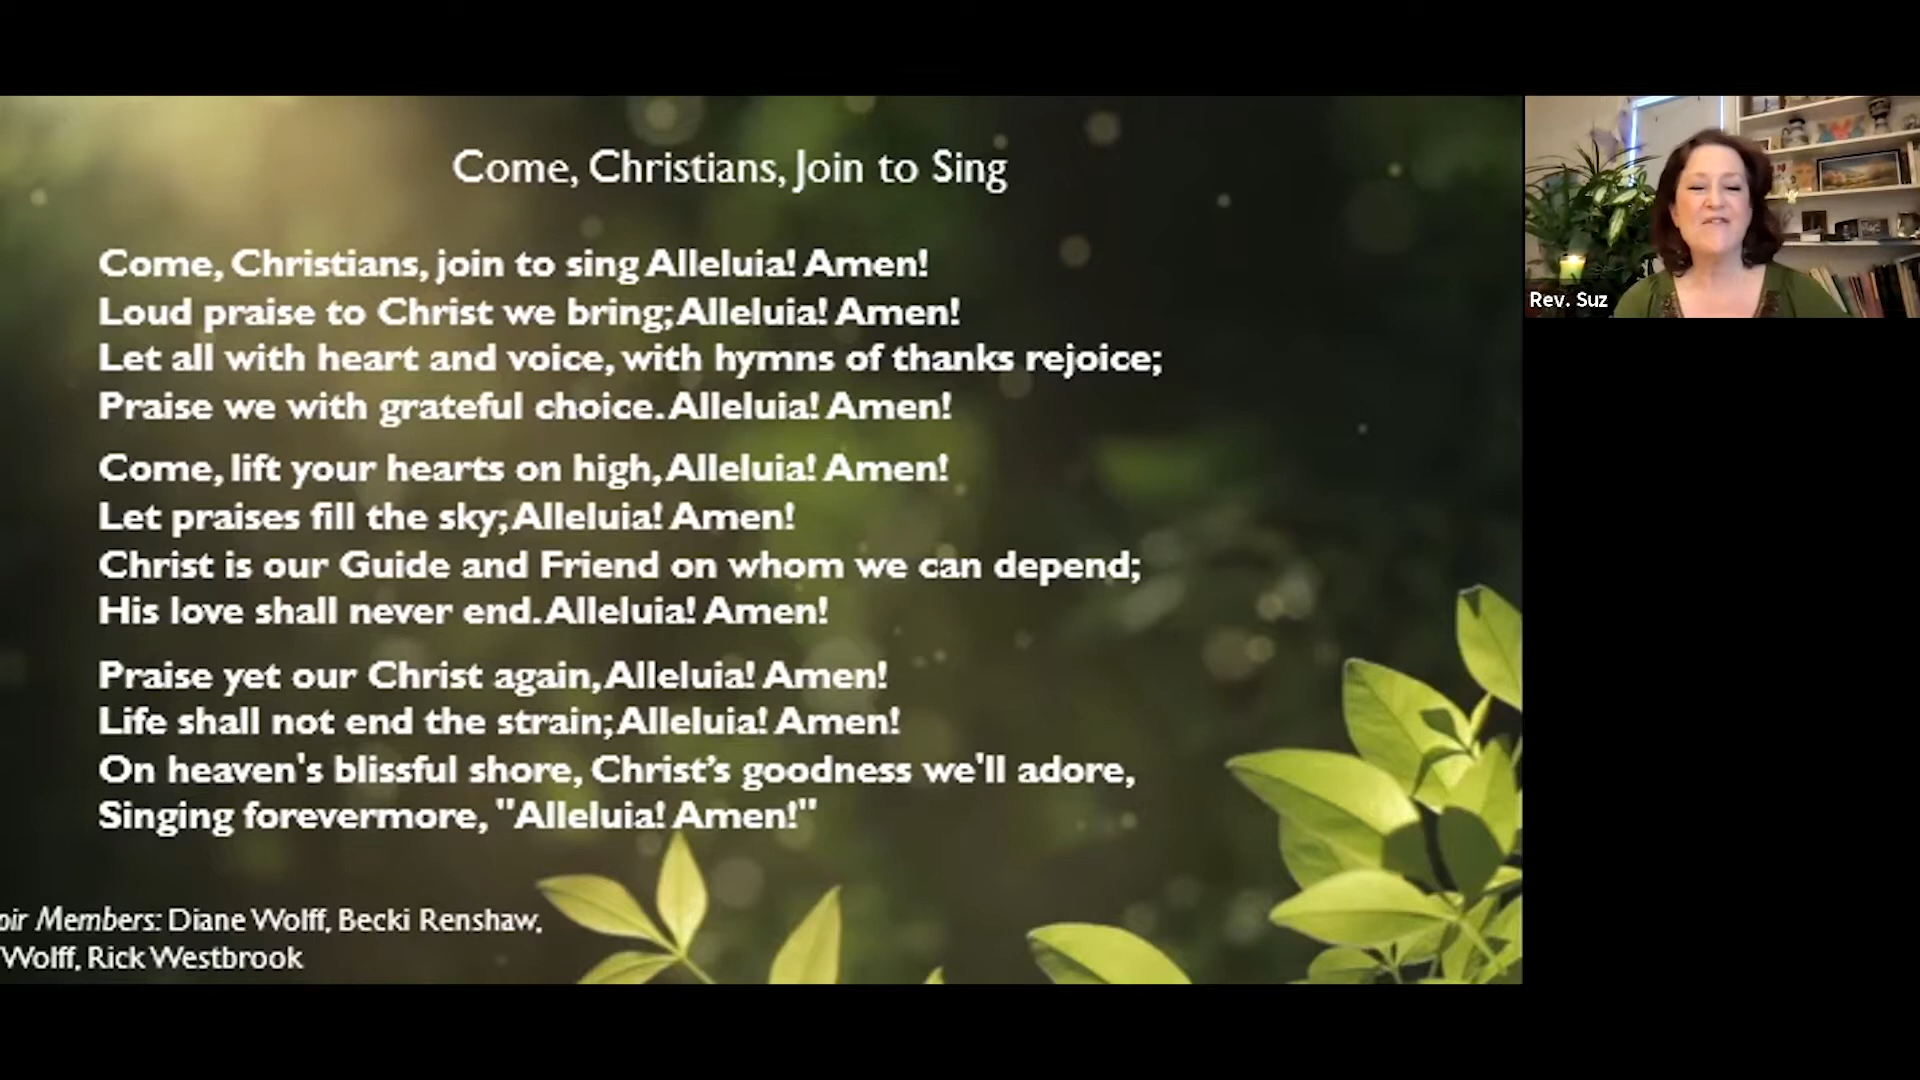 Come, Christians, Join to Sing
Come, Christians, join to sing Alleluia! Amen!
Loud praise to Christ we bring; Alleluia! Amen!
Let all with heart and voice, with hymns of thanks rejoice;
Praise we with grateful choice. Alleluia! Amen!
Come, lift your hearts on high, Alleluia! Amen!
Let praises fill the sky; Alleluia! Amen!
Christ is our Guide and Friend on whom we can depend;
His love shall never end. Alleluia! Amen!
Praise yet our Christ again, Alleluia! Amen!
Life shall not end the strain; Alleluia! Amen!
On heaven's blissful shore, Christ’s goodness we'll adore,
Singing forevermore, "Alleluia! Amen!"
Members: Diane Wolff, Becki Renshaw,
Wolff, Rick Westbrook
Rev. Suz